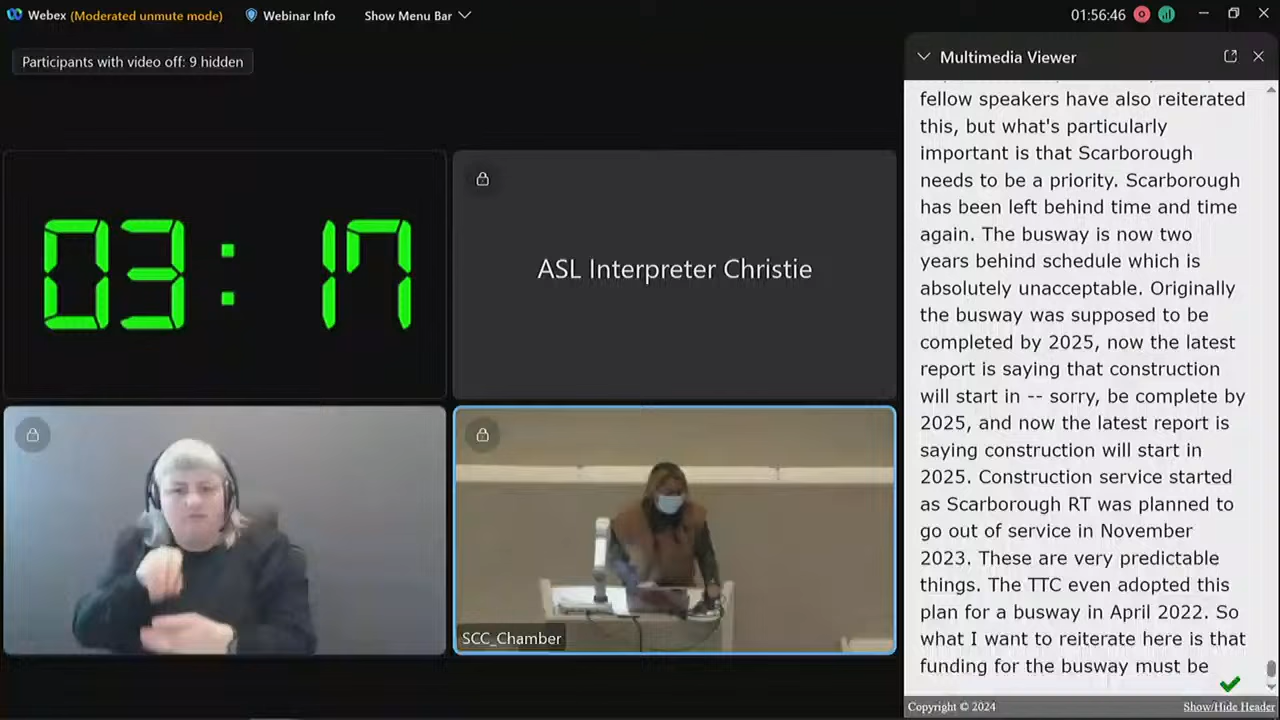 Webex (Moderated unmute mode) Webinar Info Show Menu Bar 01:56:46
Participants with video off: 9 hidden
03:17
ASL Interpreter Christie
SCC_Chamber
Multimedia Viewer
fellow speakers have also reiterated
this, but what's particularly
important is that Scarborough
needs to be a priority. Scarborough
has been left behind time and time
again. The busway is now two
years behind schedule which is
absolutely unacceptable. Originally
the busway was supposed to be
completed by 2025, now the latest
report is saying that construction
will start in -- sorry, be complete by
2025, and now the latest report is
saying construction will start in
2025. Construction service started
as Scarborough RT was planned to
go out of service in November
2023. These are very predictable
things. The TTC even adopted this
plan for a busway in April 2022. So
what I want to reiterate here is that
funding for the busway must be
Copyright © 2024 Show/Hide Header